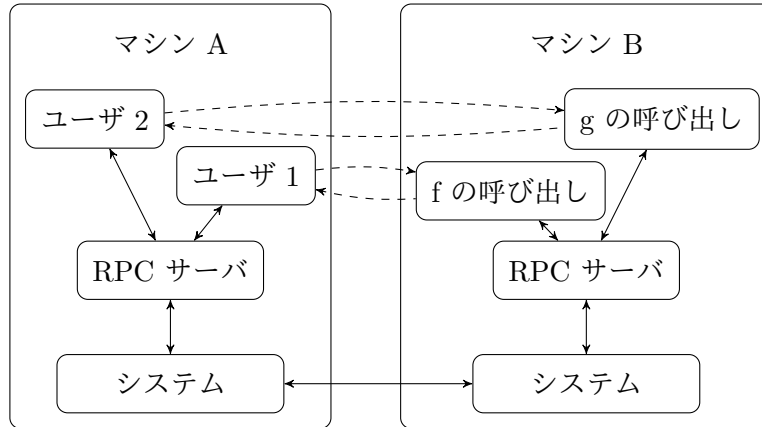 マシン A
ユーザ 2
ユーザ 1
RPC サーバ
システム
マシン B
g の呼び出し
f の呼び出し
RPC サーバ
システム